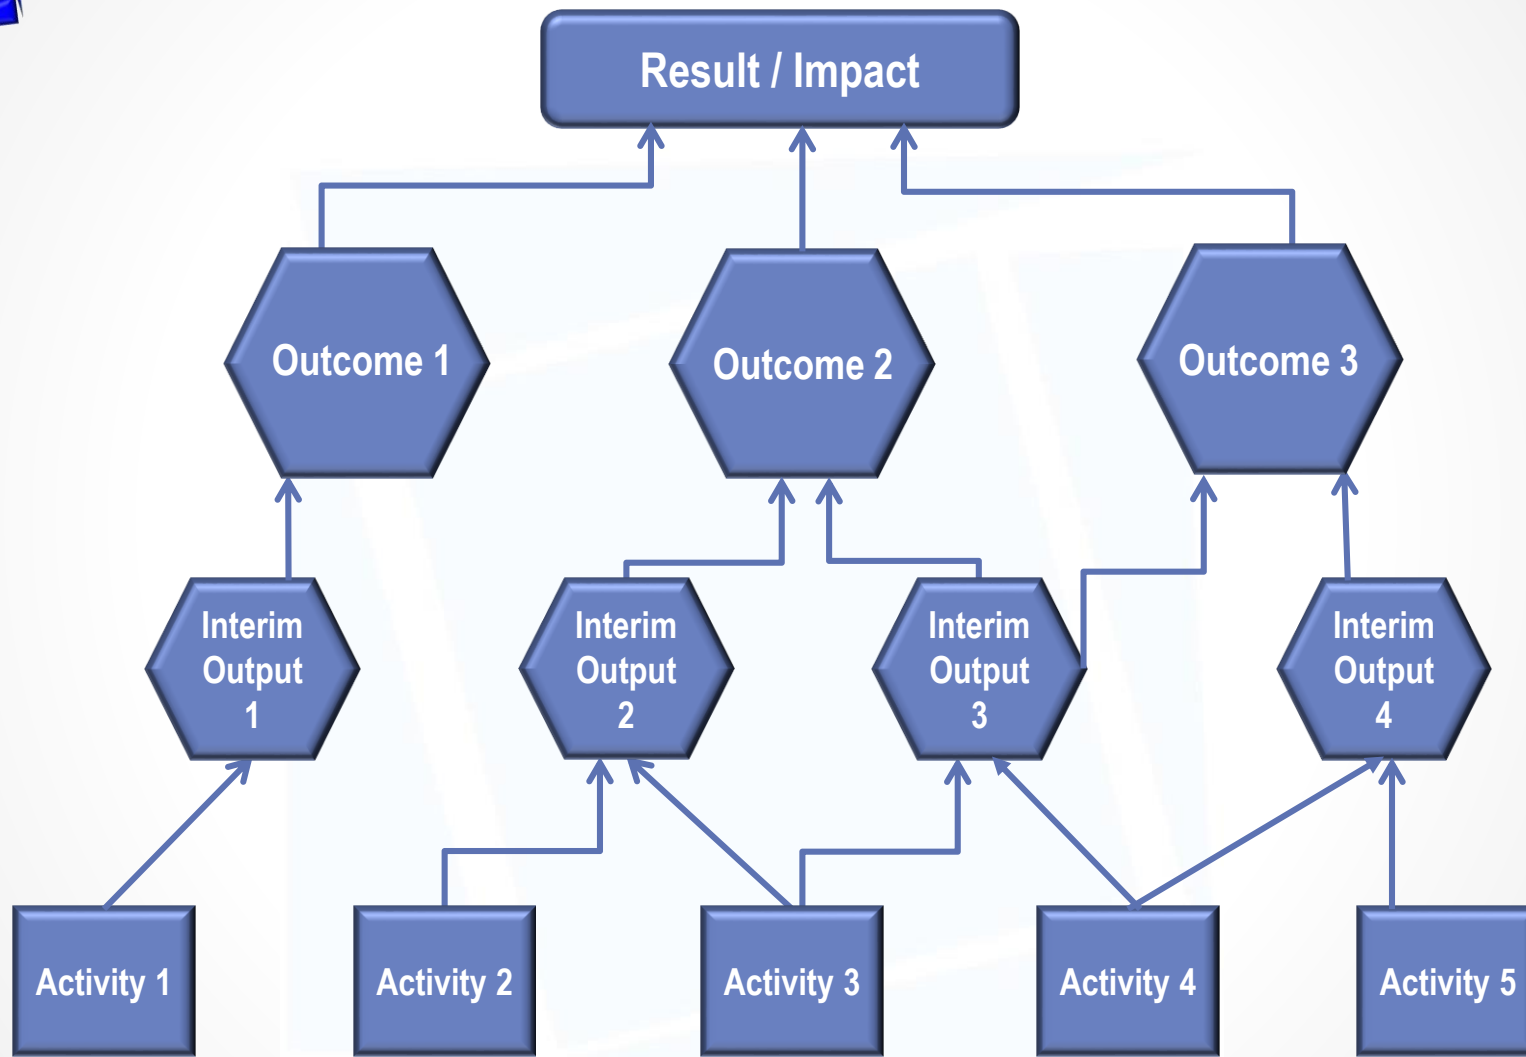 Result / Impact
Outcome 1
Outcome 2
Outcome 3
Interim
Output
1
Interim
Output
2
Interim
Output
3
Interim
Output
4
Activity 1
Activity 2
Activity 3
Activity 4
Activity 5